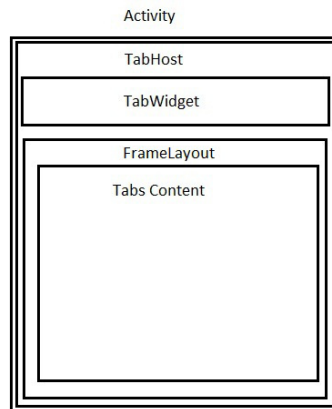 Activity
TabHost
TabWidget
FrameLayout
Tabs Content